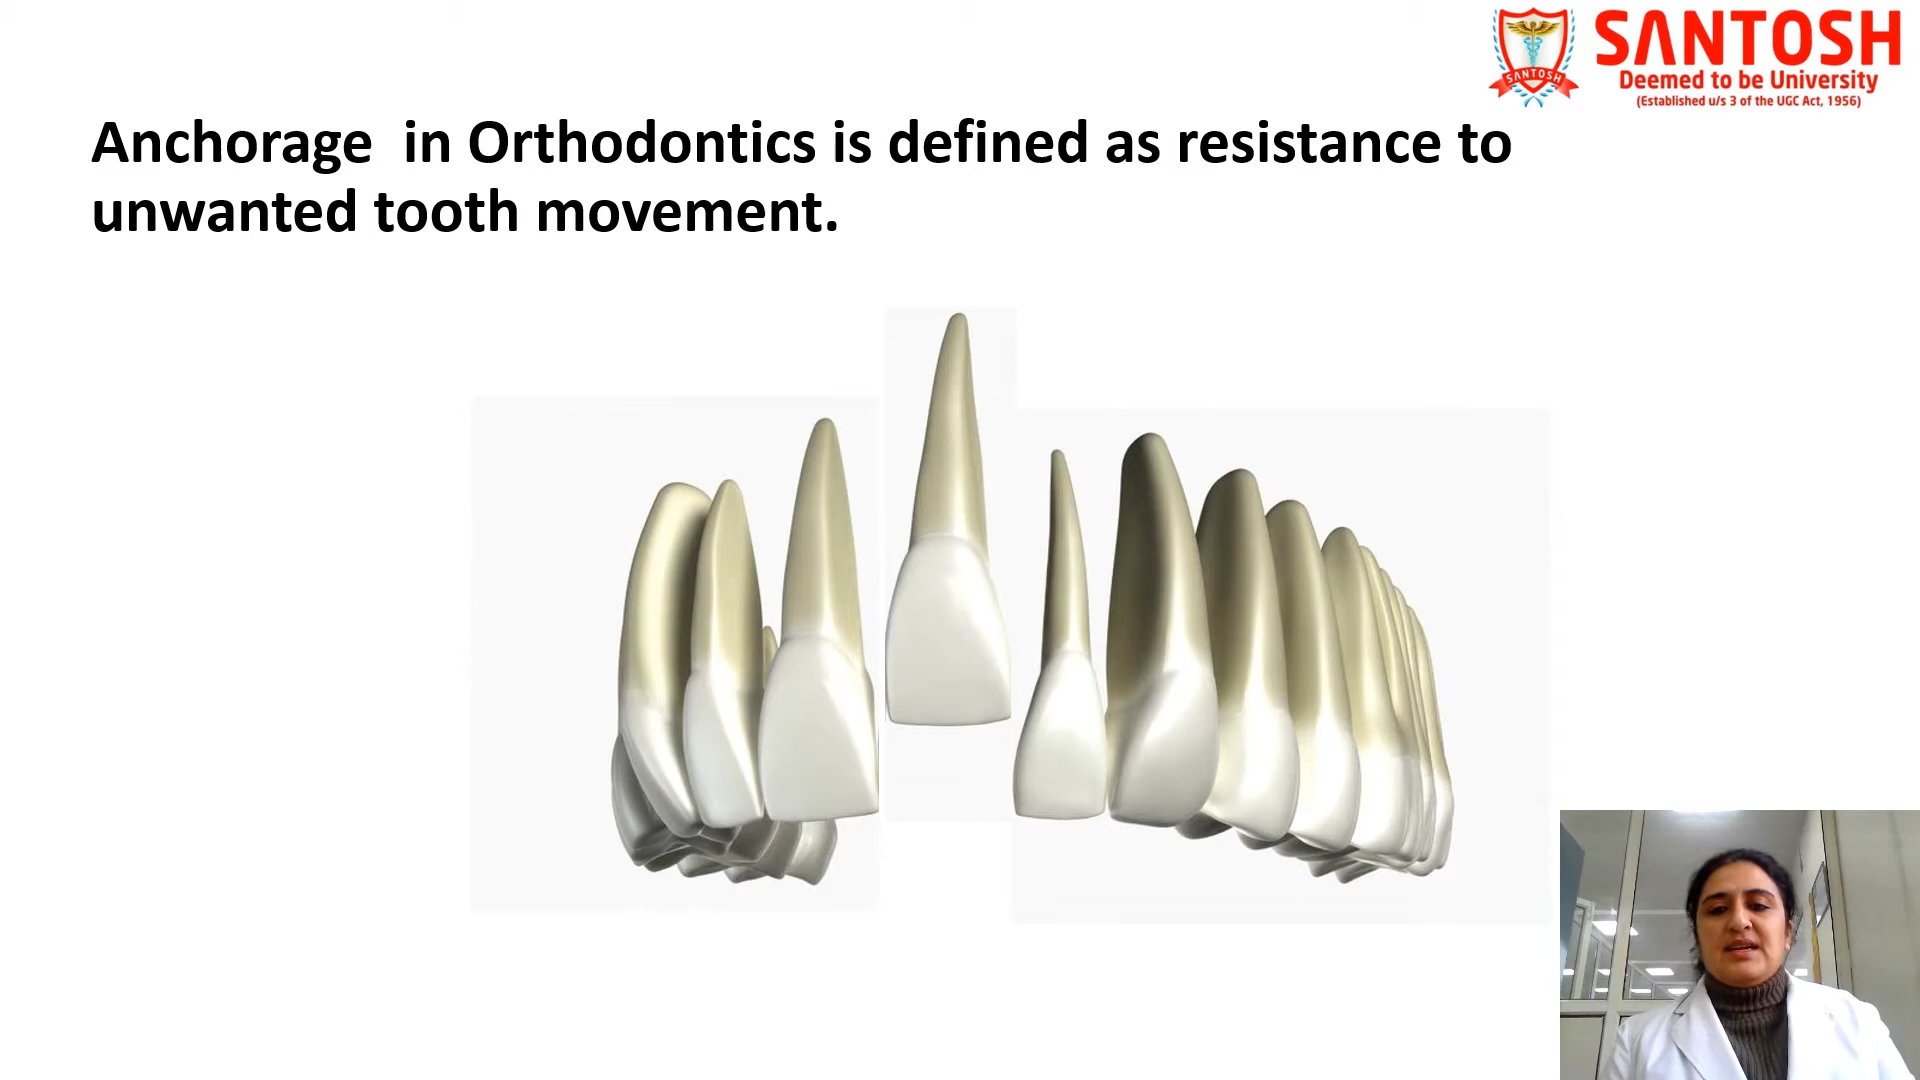 SANTOSH
SANTOSH
Deemed to be University
(Established u/s 3 of the UGC Act, 1956)
Anchorage  in Orthodontics is defined as resistance to
unwanted tooth movement.